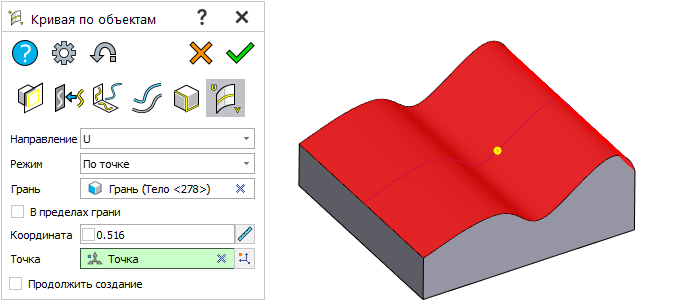 Кривая по объектам ?
?
U
V
Направление U
Режим По точке
Грань Грань (Тело <278>)
В пределах грани
Координата 0.516
Точка Точка
Продолжить создание